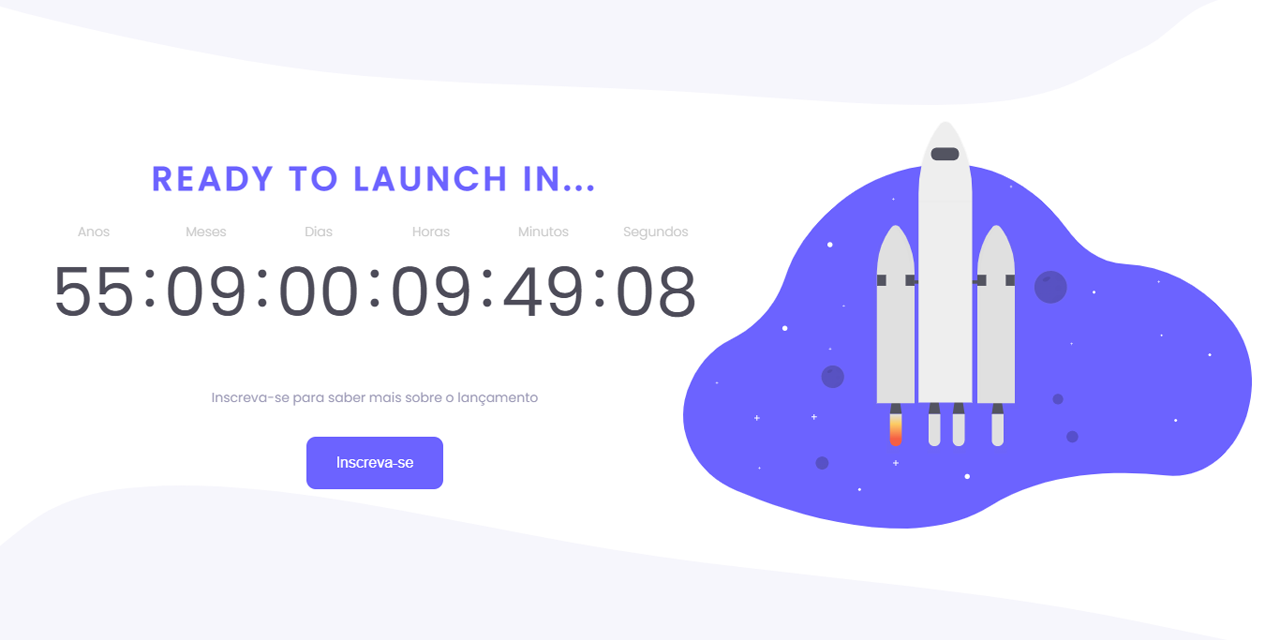 READY TO LAUNCH IN...
Anos Meses Dias Horas Minutos Segundos
55:09:00:09:49:08
Inscreva-se para saber mais sobre o lançamento
Inscreva-se